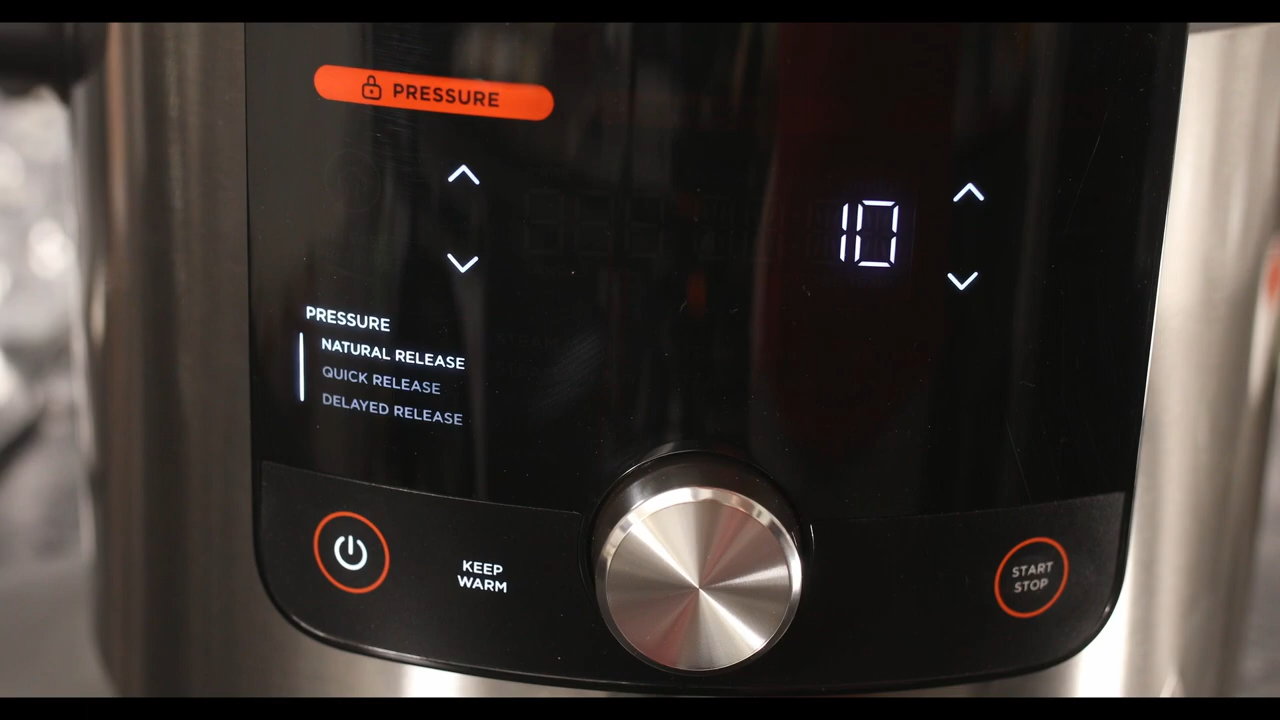 PRESSURE
10
PRESSURE
NATURAL RELEASE
QUICK RELEASE
DELAYED RELEASE
KEEP
WARM
START
STOP